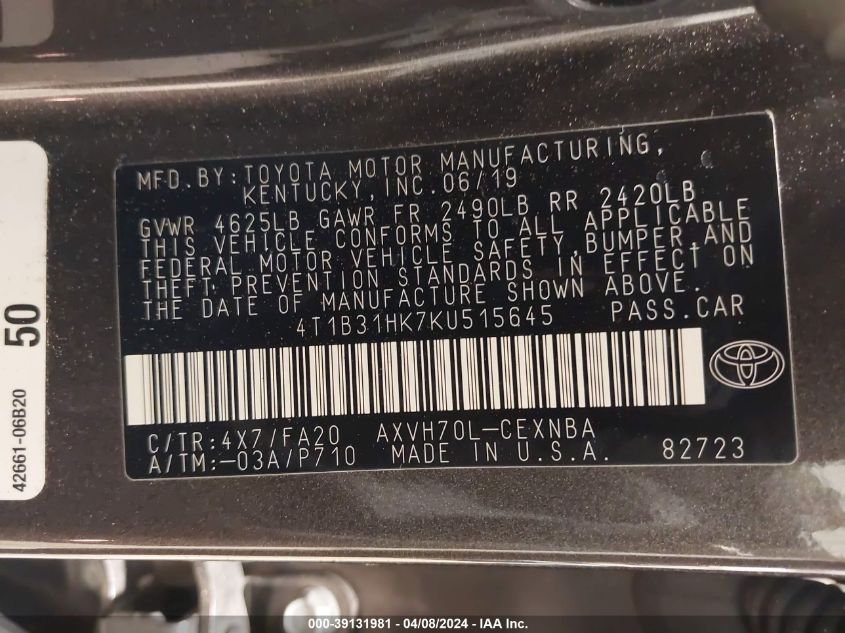 MFD. BY: TOYOTA MOTOR MANUFACTURING,
KENTUCKY, INC. 06/19
GVWR 4625LB GAWR FR 2490LB RR 2420LB
THIS VEHICLE CONFORMS TO ALL APPLICABLE
FEDERAL MOTOR VEHICLE SAFETY, BUMPER, AND
THEFT PREVENTION STANDARDS IN EFFECT ON
THE DATE OF MANUFACTURE SHOWN ABOVE.
4T1B31HK7KU515645 PASS. CAR
C/TR: 4X7/FA20 AXVH70L-CEXNBA
A/TM: -03A/P710 MADE IN U.S.A. 82723
50
42661-06B20
000-39131981 - 04/08/2024 - IAA Inc.